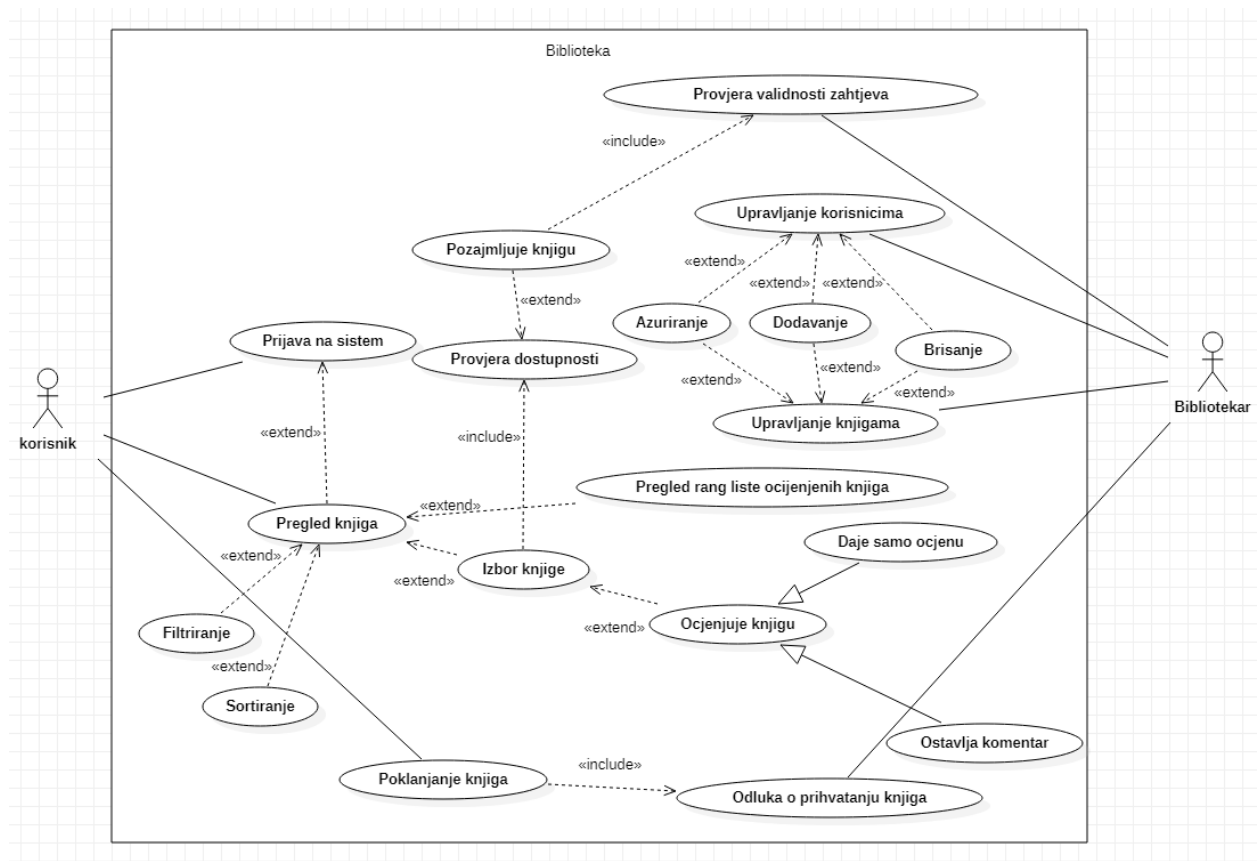 Biblioteka
Provjera validnosti zahtjeva
«include»
Upravljanje korisnicima
Pozajmljuje knjigu
«extend»
«extend»
«extend»
«extend»
Azuriranje
Dodavanje
Prijava na sistem
Brisanje
Provjera dostupnosti
«extend»
«extend»
«extend»
Bibliotekar
Upravljanje knjigama
«extend»
«include»
korisnik
Pregled rang liste ocijenjenih knjiga
«extend»
Pregled knjiga
Daje samo ocjenu
«extend»
Izbor knjige
«extend»
Ocjenjuje knjigu
«extend»
Filtriranje
«extend»
Sortiranje
Ostavlja komentar
«include»
Poklanjanje knjiga
Odluka o prihvatanju knjiga